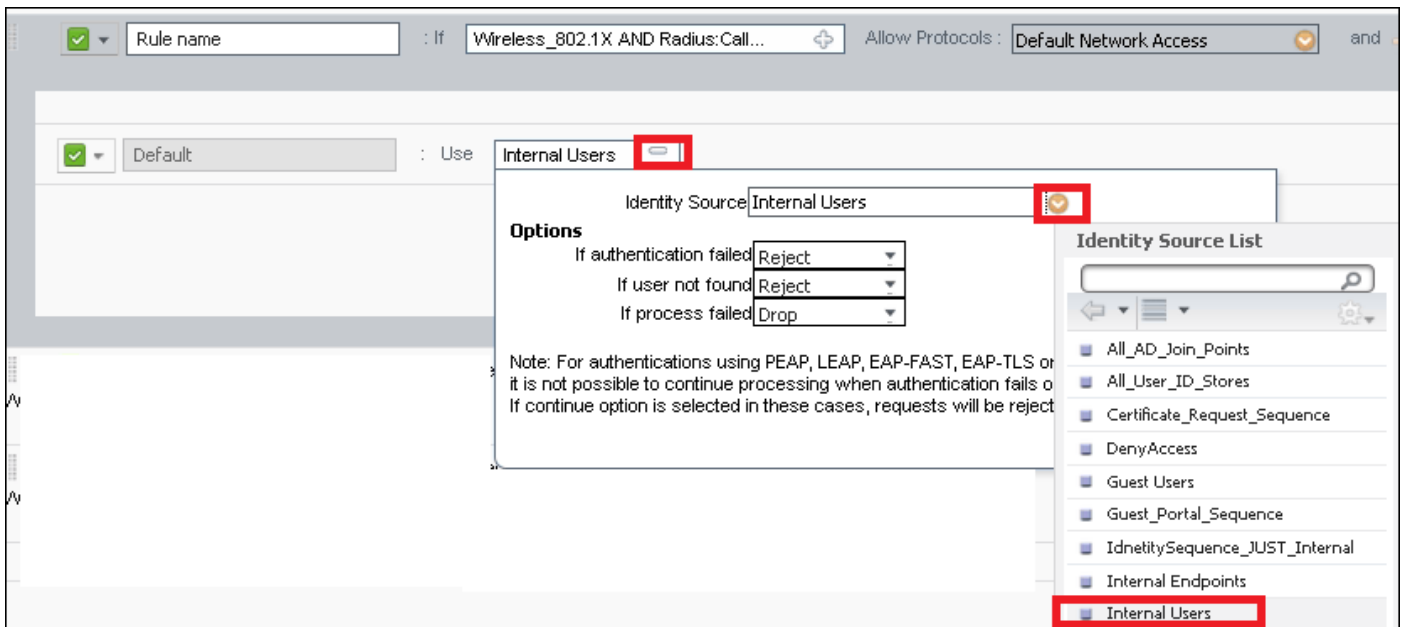 Rule name : If Wireless_802.1X AND Radius:Call... Allow Protocols : Default Network Access and
Default : Use Internal Users
Identity Source Internal Users
Options
If authentication failed Reject
If user not found Reject
If process failed Drop
Note: For authentications using PEAP, LEAP, EAP-FAST, EAP-TLS or
it is not possible to continue processing when authentication fails o
If continue option is selected in these cases, requests will be reject
Identity Source List
All_AD_Join_Points
All_User_ID_Stores
Certificate_Request_Sequence
DenyAccess
Guest Users
Guest_Portal_Sequence
IdnetitySequence_JUST_Internal
Internal Endpoints
Internal Users